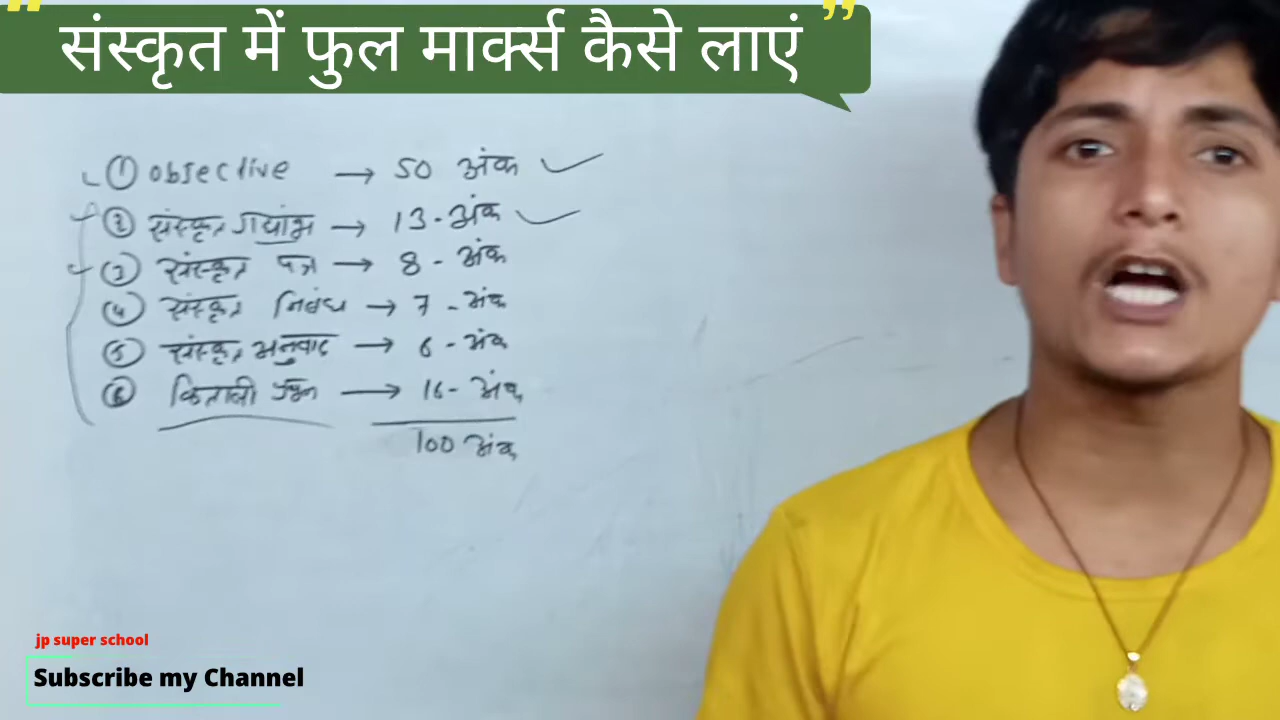 " संस्कृत में फुल मार्क्स कैसे लाएं "
① objective → 50 अंक ✓
② संस्कृत गद्यांश → 13-अंक ✓
③ संस्कृत पत्र → 8 - अंक
④ संस्कृत निबंध → 7 - अंक
⑤ संस्कृत अनुवाद → 6 - अंक
⑥ किताबी प्रश्न → 16 - अंक
100 अंक
jp super school
Subscribe my Channel